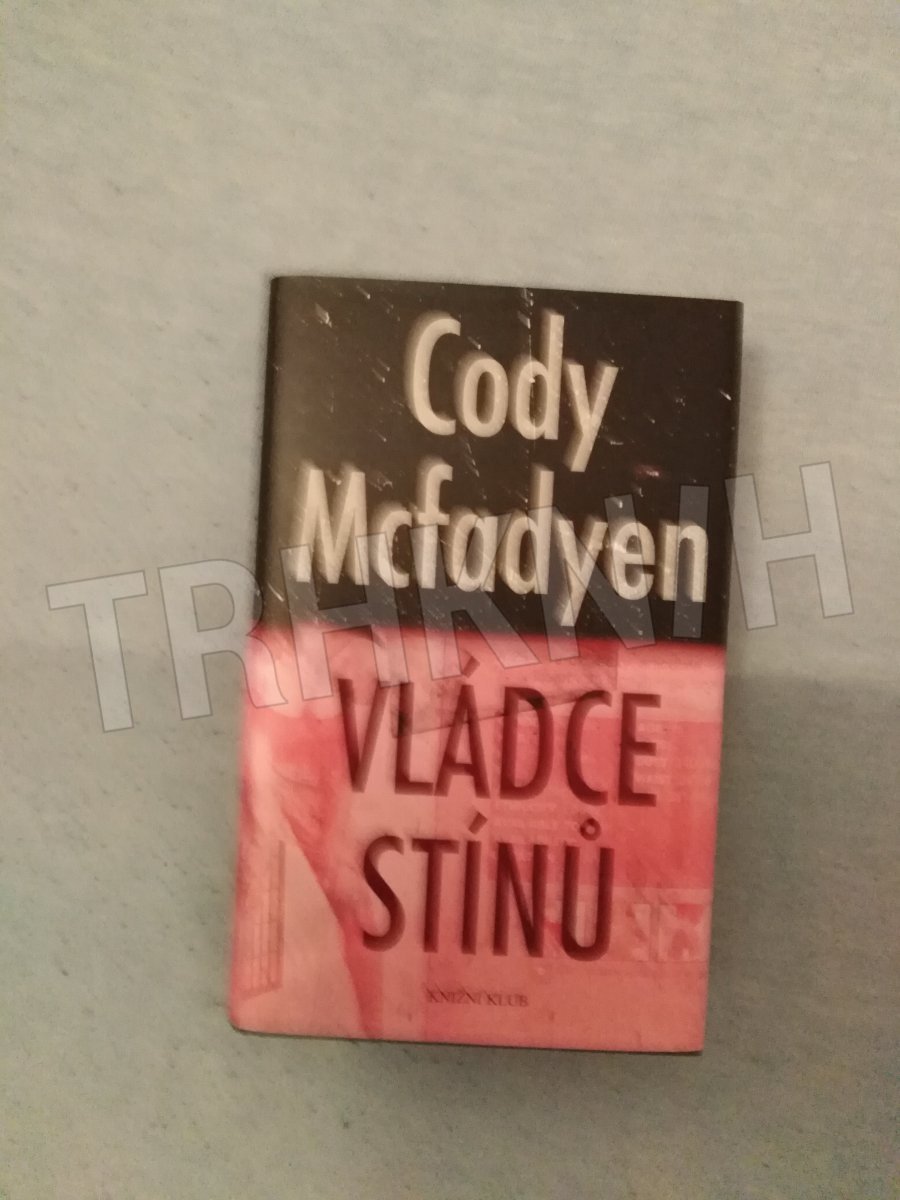 Cody
Mcfadyen
TRHKNIH
VLÁDCE
STÍNŮ
KNIŽNÍ KLUB